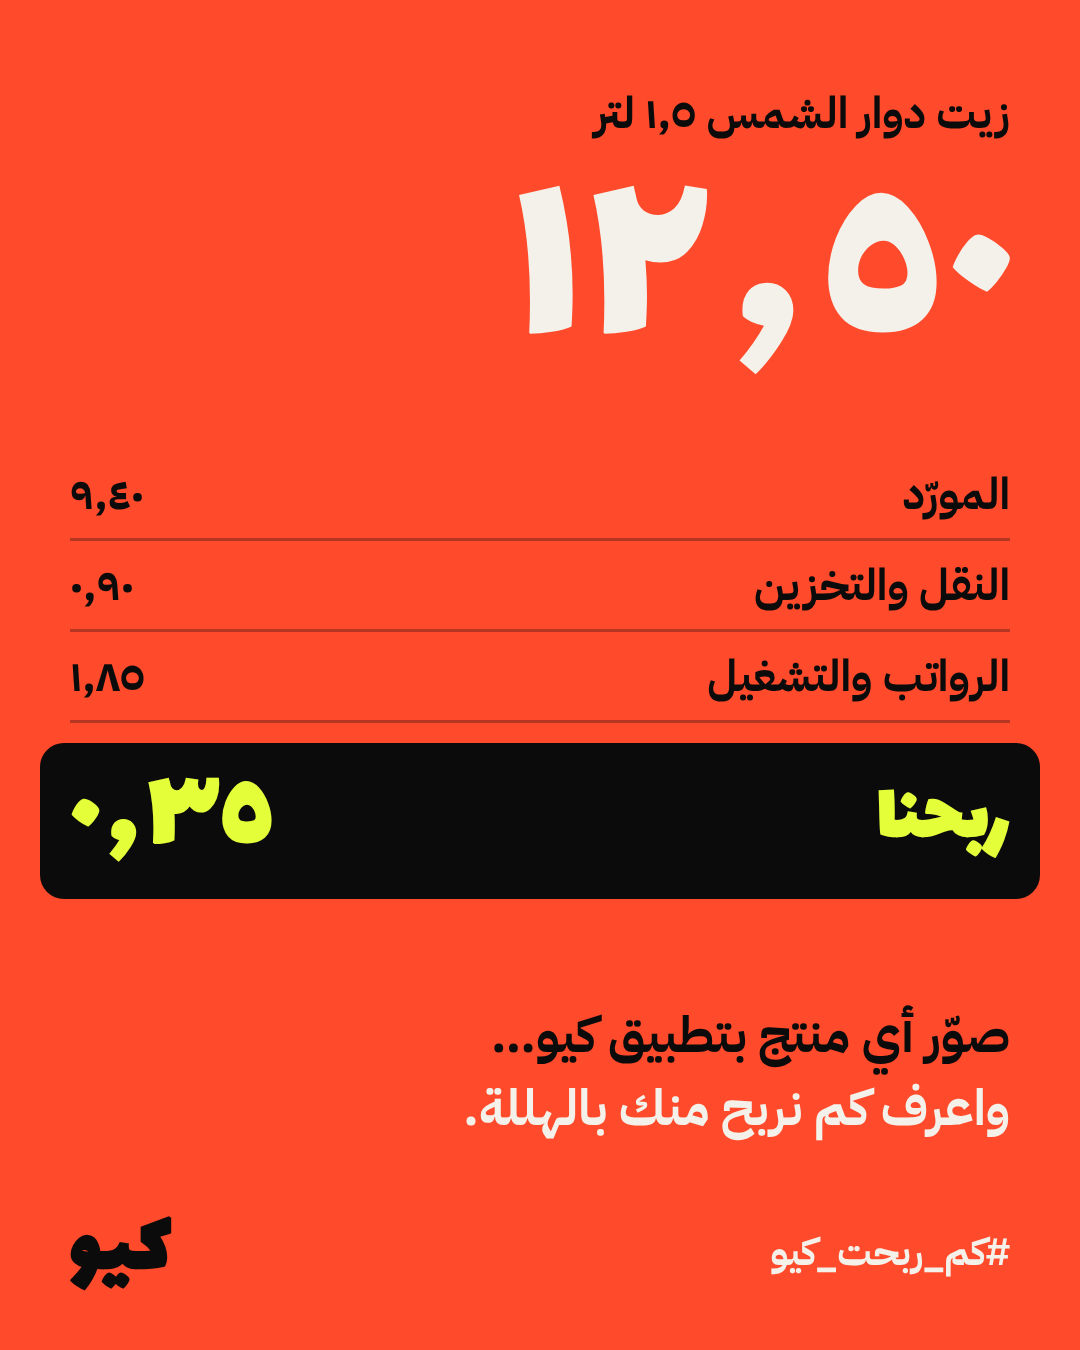 زيت دوار الشمس ١,٥ لتر
١٢,٥٠
المورّد ٩,٤٠
النقل والتخزين ٠,٩٠
الرواتب والتشغيل ١,٨٥
ربحنا ٠,٣٥
صوّر أي منتج بتطبيق كيو...
واعرف كم نربح منك بالهللة.
#كم_ربحت_كيو
كيو